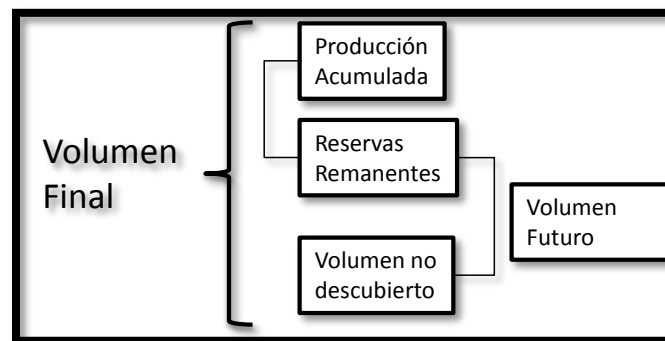 Producción
Acumulada
Volumen
Final
Reservas
Remanentes
Volumen
Futuro
Volumen no
descubierto